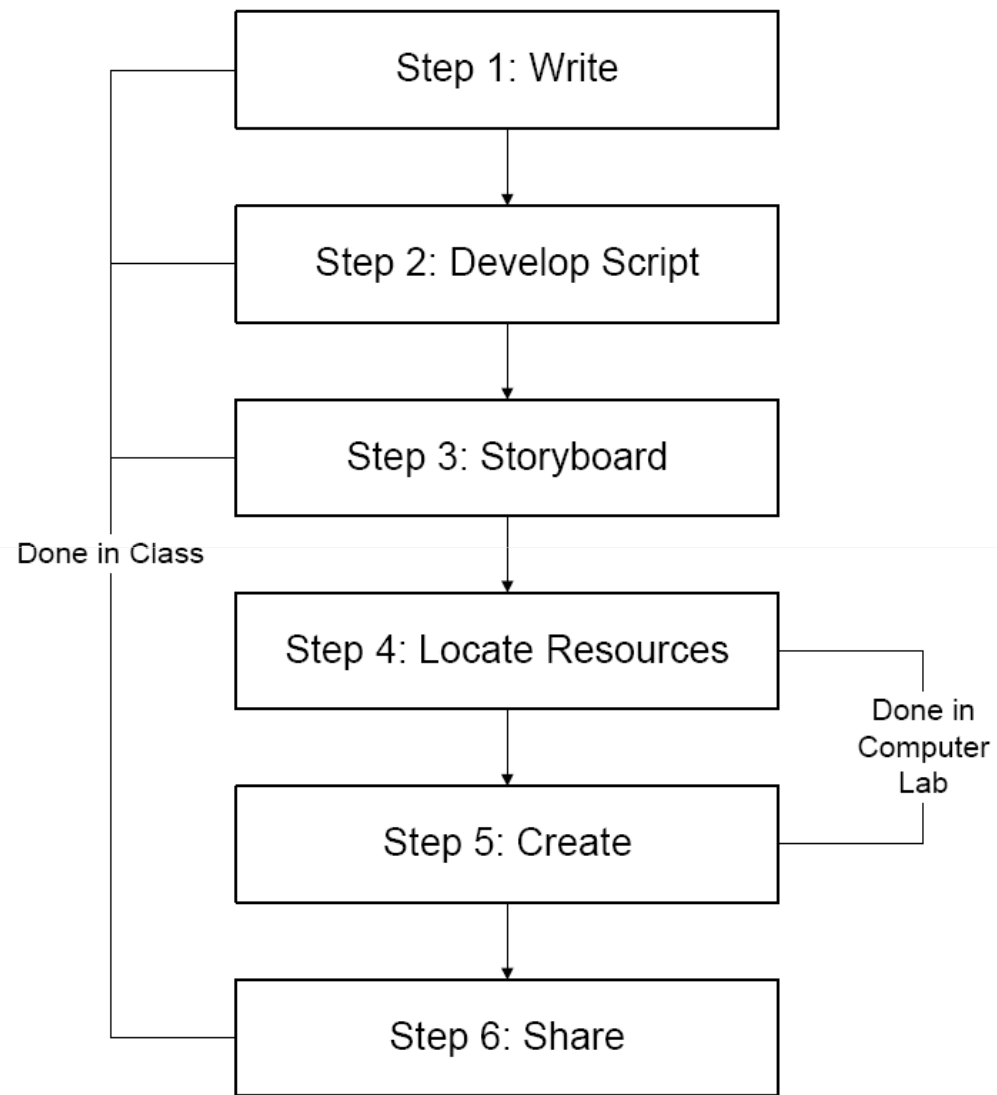 Step 1: Write
Step 2: Develop Script
Step 3: Storyboard
Done in Class
Step 4: Locate Resources
Done in
Computer
Lab
Step 5: Create
Step 6: Share